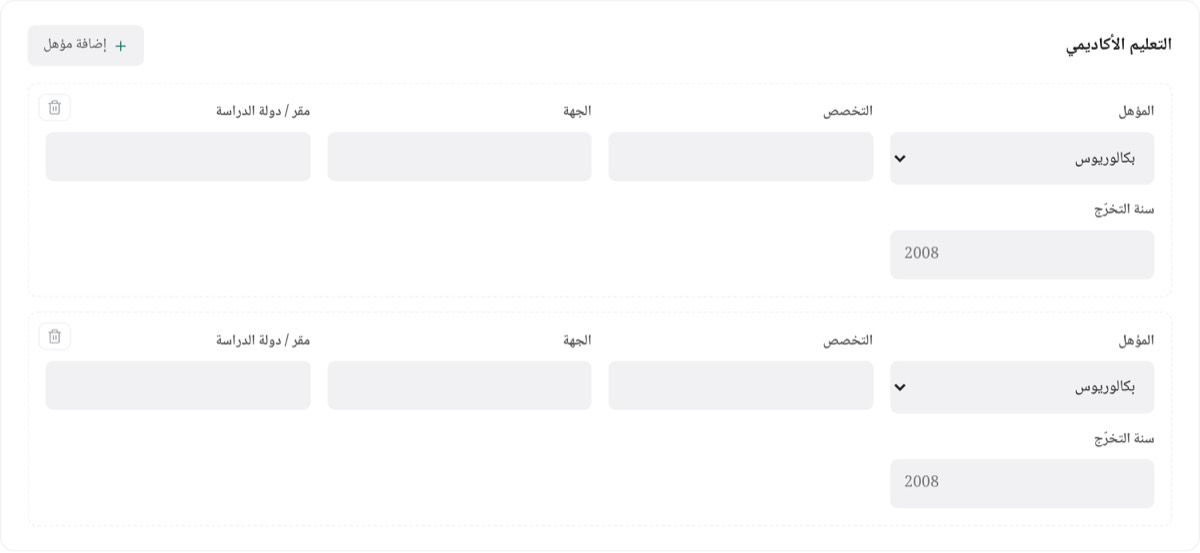 التعليم الأكاديمي
+ إضافة مؤهل
المؤهل
التخصص
الجهة
مقر / دولة الدراسة
بكالوريوس
سنة التخرّج
2008
المؤهل
التخصص
الجهة
مقر / دولة الدراسة
بكالوريوس
سنة التخرّج
2008